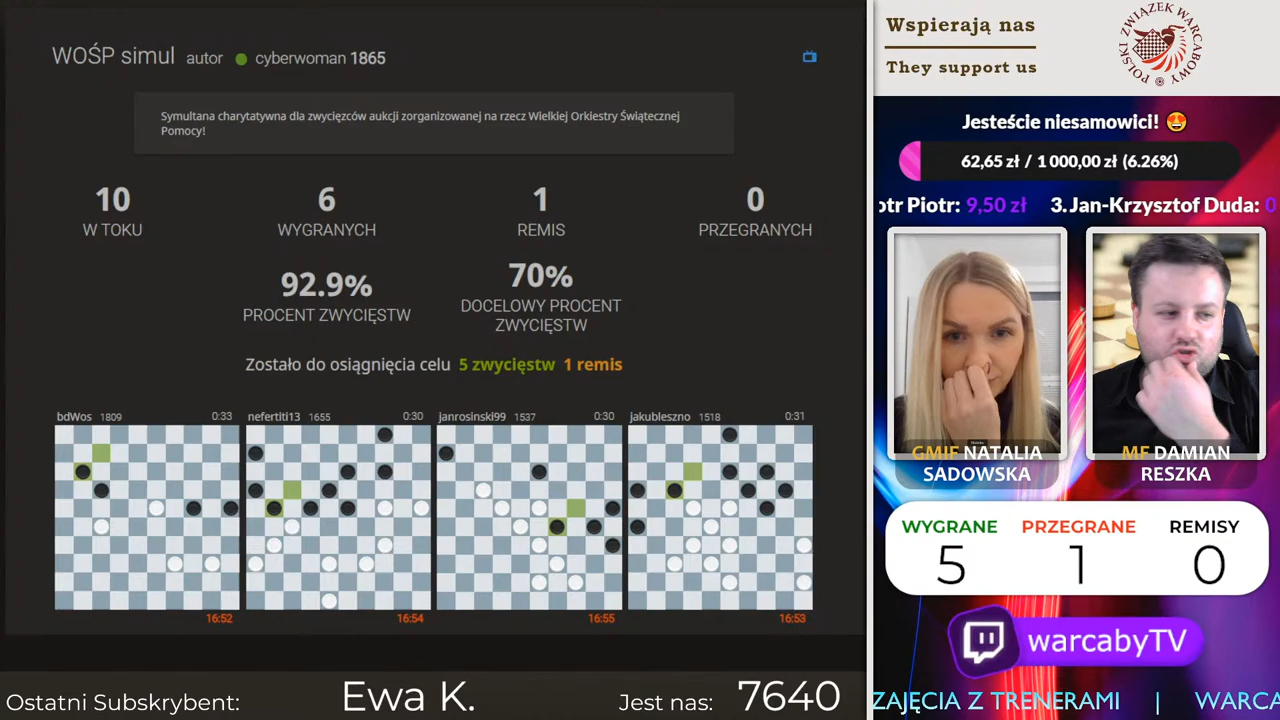 WOŚP simul autor cyberwoman 1865
Symultana charytatywna dla zwycięzców aukcji zorganizowanej na rzecz Wielkiej Orkiestry Świątecznej
Pomocy!
10
W TOKU
6
WYGRANYCH
1
REMIS
0
PRZEGRANYCH
92.9%
PROCENT ZWYCIĘSTW
70%
DOCELOWY PROCENT
ZWYCIĘSTW
Zostało do osiągnięcia celu 5 zwycięstw 1 remis
bdWos 1809 0:33
nefertiti13 1655 0:30
janrosinski99 1537 0:30
jakubleszno 1518 0:31
16:52
16:54
16:55
16:53
Ostatni Subskrybent: Ewa K. Jest nas: 7640
Wspierają nas
They support us
POLSKI ZWIĄZEK WARCABOWY
Jesteście niesamowici! 😍
62,65 zł / 1 000,00 zł (6.26%)
otr Piotr: 9,50 zł 3. Jan-Krzysztof Duda: 0
GMIF NATALIA
SADOWSKA
MF DAMIAN
RESZKA
WYGRANE PRZEGRANE REMISY
5 1 0
warcabyTV
ZAJĘCIA Z TRENERAMI | WARCA